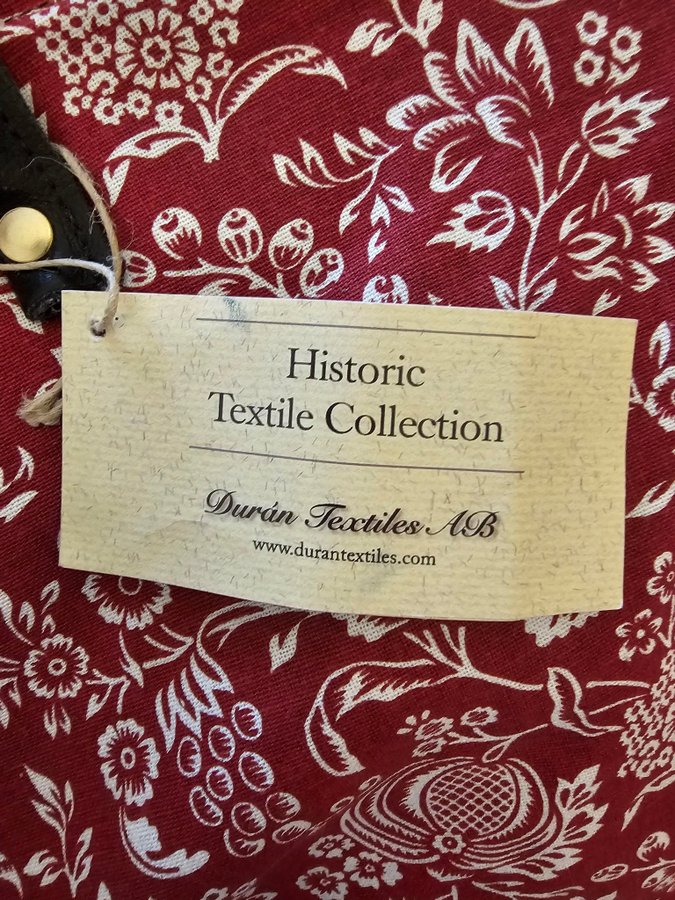 Historic
Textile Collection
Durán Textiles AB
www.durantextiles.com